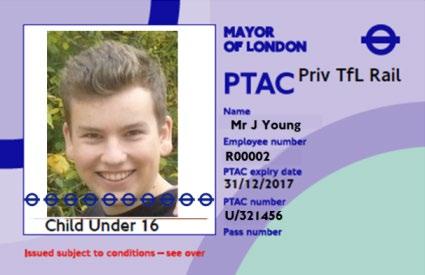 MAYOR
OF LONDON
PTAC Priv TfL Rail
Name
Mr J Young
Employee number
R00002
PTAC expiry date
31/12/2017
PTAC number
U/321456
Pass number
Child Under 16
Issued subject to conditions – see over